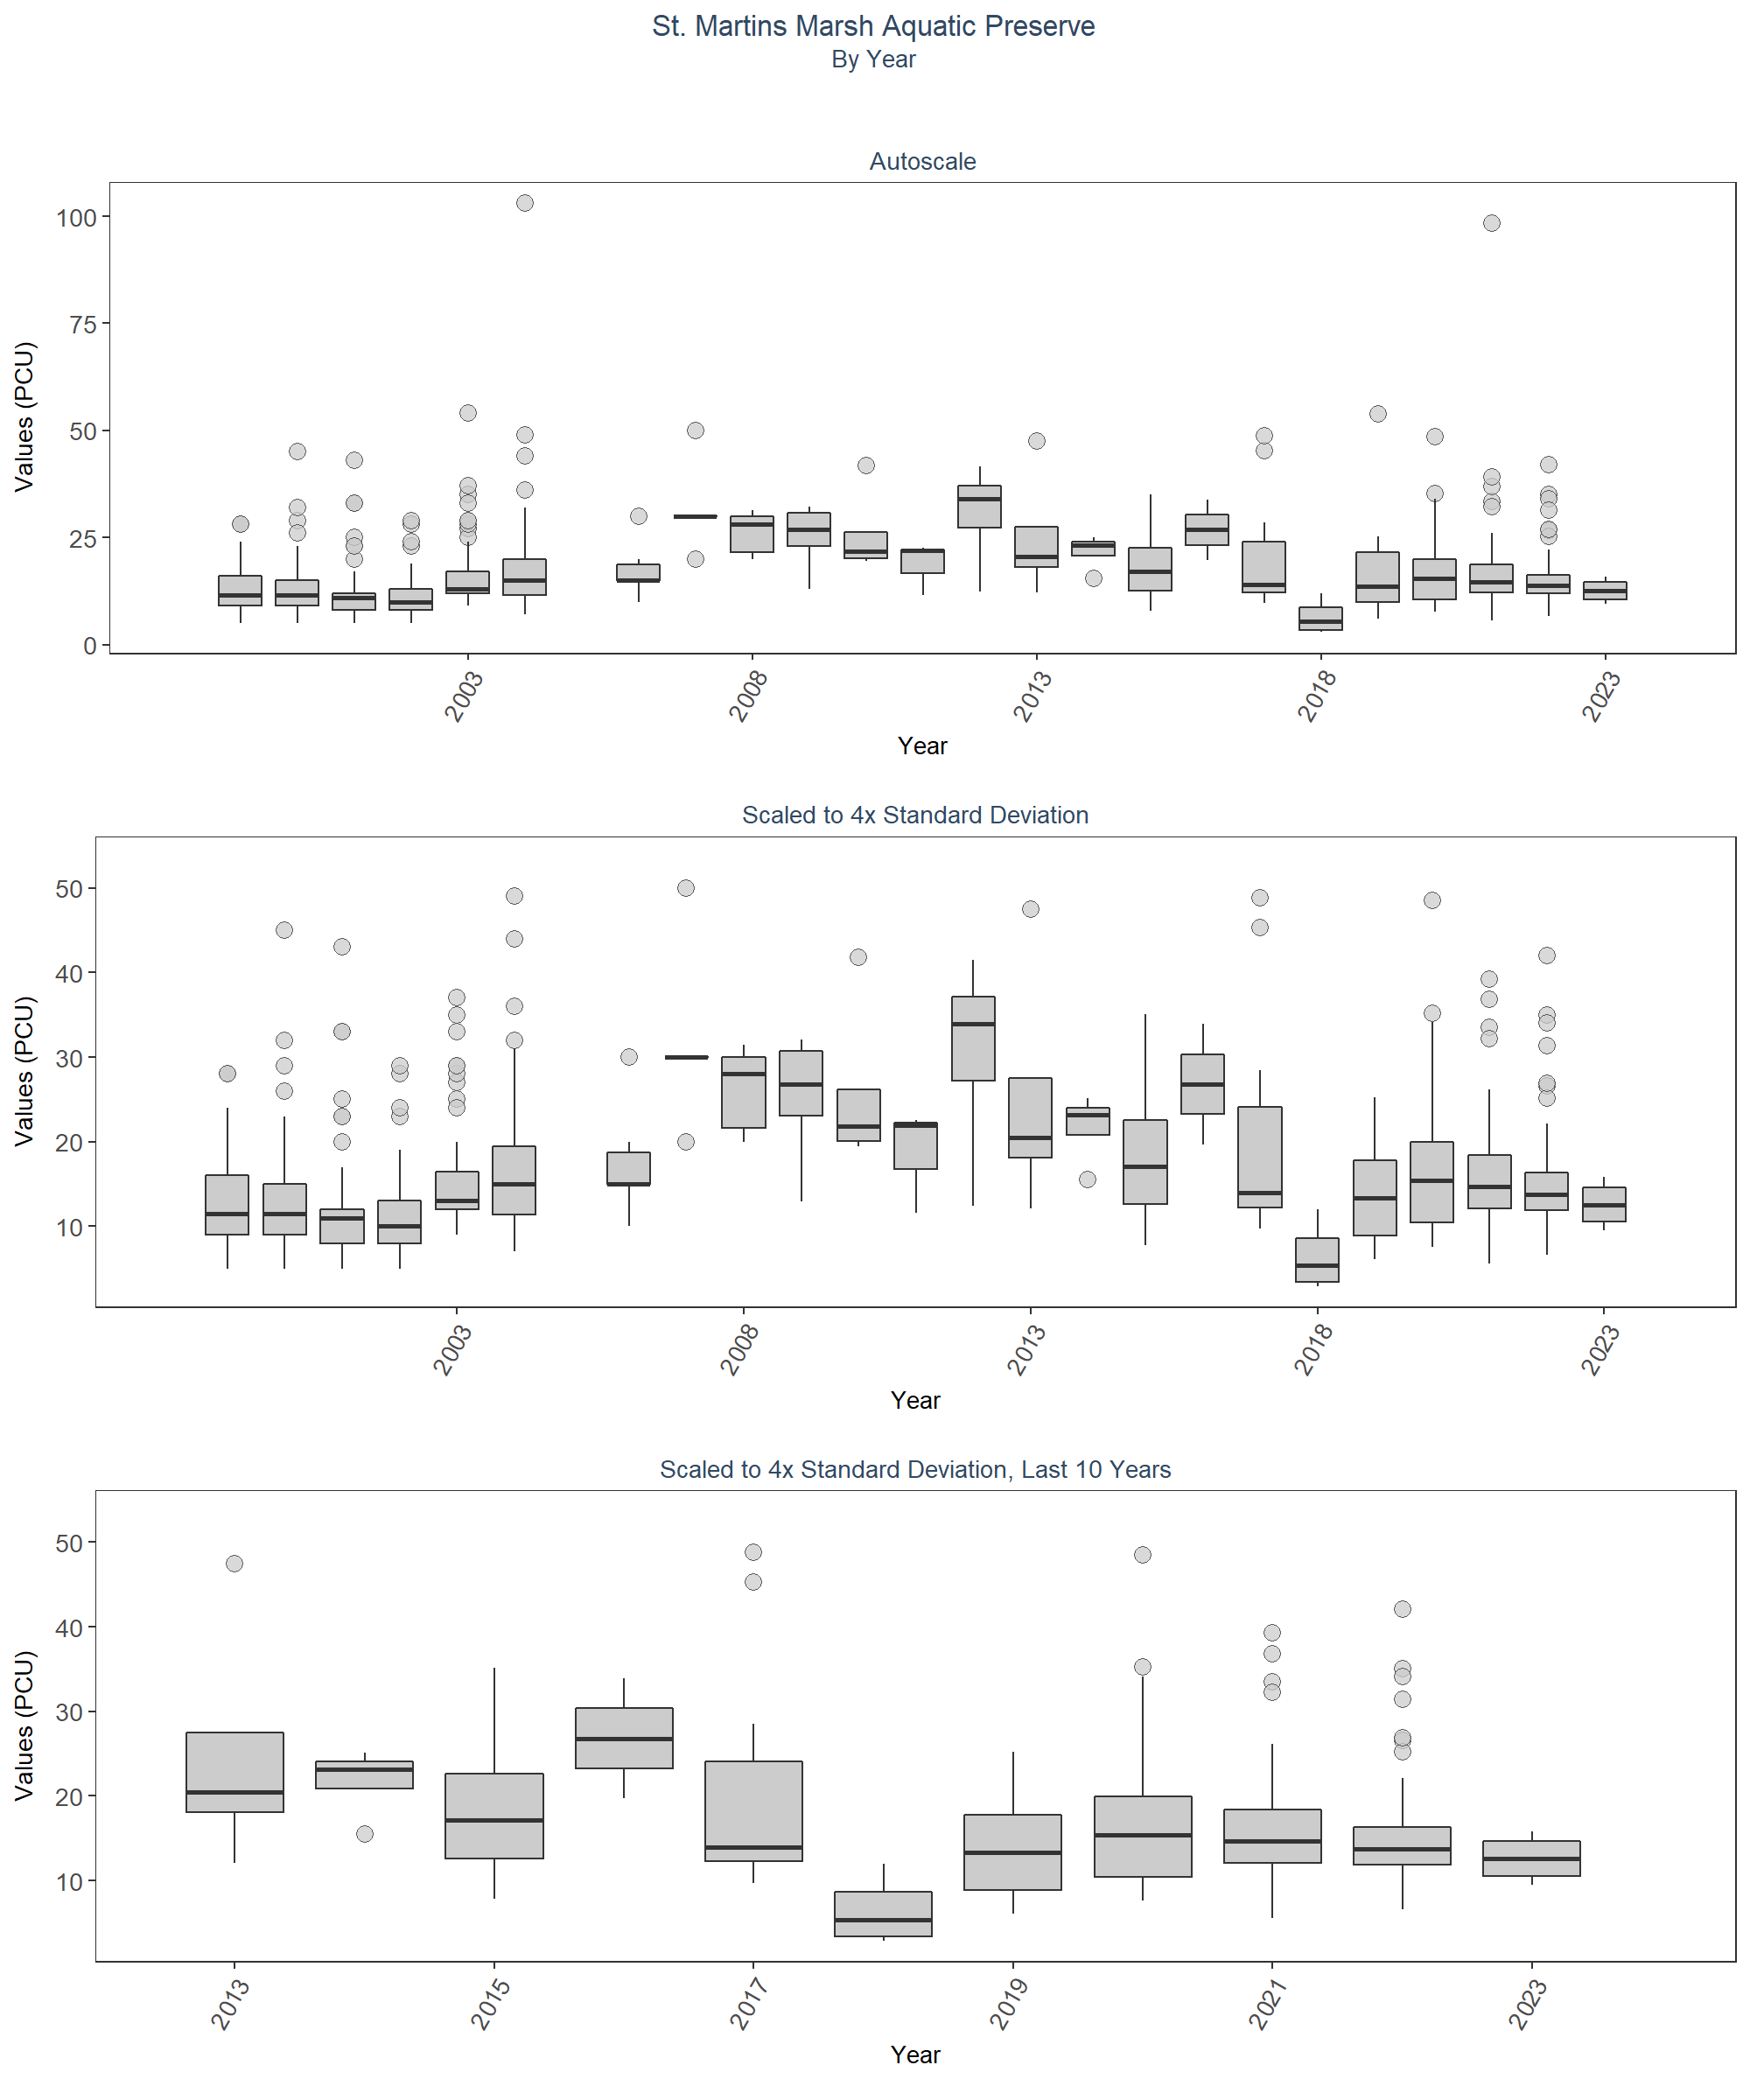 St. Martins Marsh Aquatic Preserve
By Year
Autoscale
Values (PCU)
100
75
50
25
0
2003
2008
2013
2018
2023
Year
Scaled to 4x Standard Deviation
Values (PCU)
50
40
30
20
10
2003
2008
2013
2018
2023
Year
Scaled to 4x Standard Deviation, Last 10 Years
Values (PCU)
50
40
30
20
10
2013
2015
2017
2019
2021
2023
Year